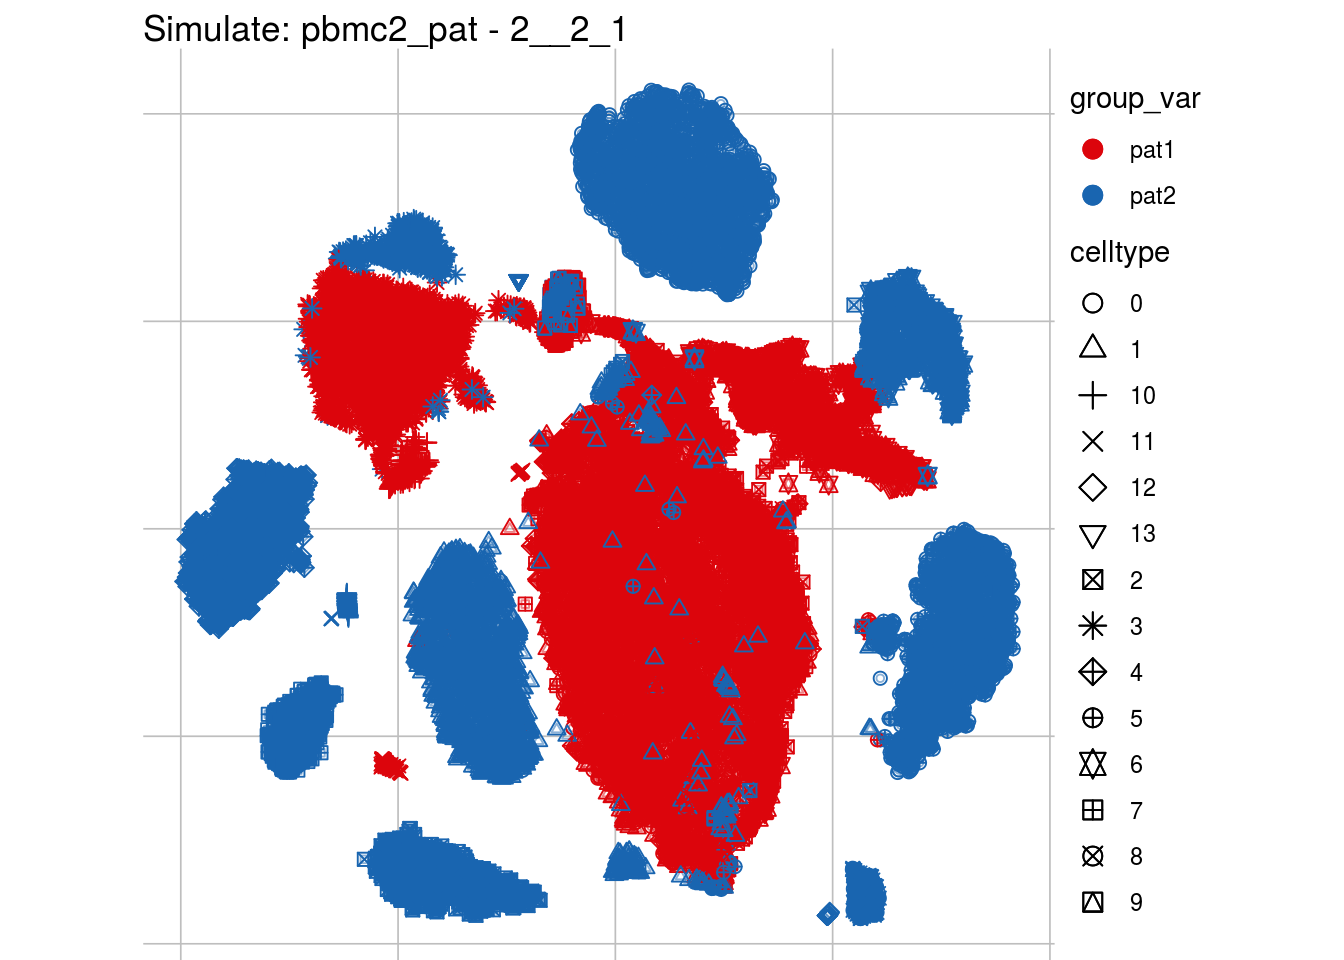 Simulate: pbmc2_pat - 2__2_1
group_var
pat1
pat2
celltype
0
1
10
11
12
13
2
3
4
5
6
7
8
9